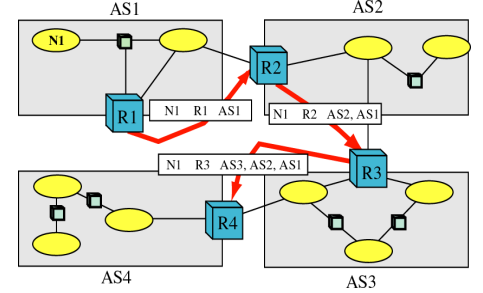 AS1
AS2
N1
R2
R1
N1 R1 AS1
N1 R2 AS2, AS1
N1 R3 AS3, AS2, AS1
R3
R4
AS4
AS3